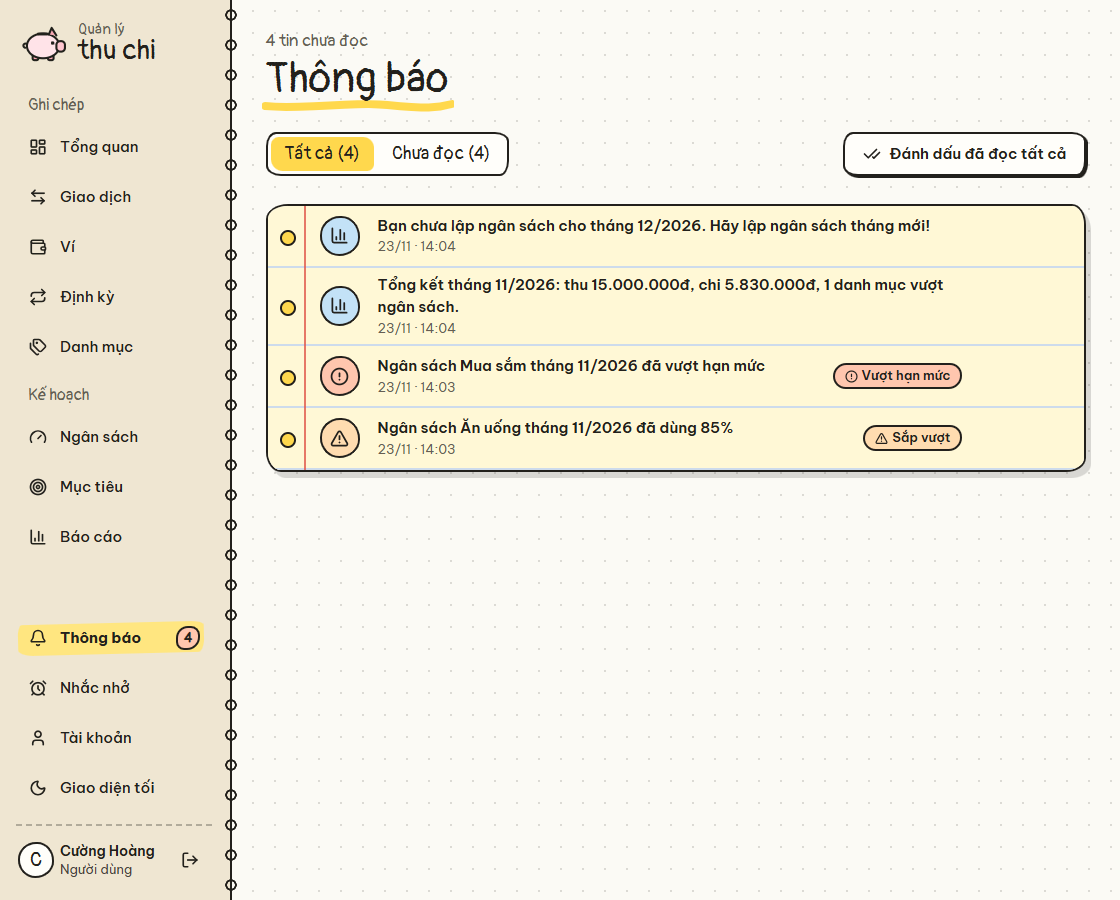 Quản lý
thu chi
Ghi chép
Tổng quan
Giao dịch
Ví
Định kỳ
Danh mục
Kế hoạch
Ngân sách
Mục tiêu
Báo cáo
Thông báo 4
Nhắc nhở
Tài khoản
Giao diện tối
C
Cường Hoàng
Người dùng
4 tin chưa đọc
Thông báo
Tất cả (4) Chưa đọc (4)
Đánh dấu đã đọc tất cả
Bạn chưa lập ngân sách cho tháng 12/2026. Hãy lập ngân sách tháng mới!
23/11 · 14:04
Tổng kết tháng 11/2026: thu 15.000.000đ, chi 5.830.000đ, 1 danh mục vượt
ngân sách.
23/11 · 14:04
Ngân sách Mua sắm tháng 11/2026 đã vượt hạn mức
23/11 · 14:03
Vượt hạn mức
Ngân sách Ăn uống tháng 11/2026 đã dùng 85%
23/11 · 14:03
Sắp vượt